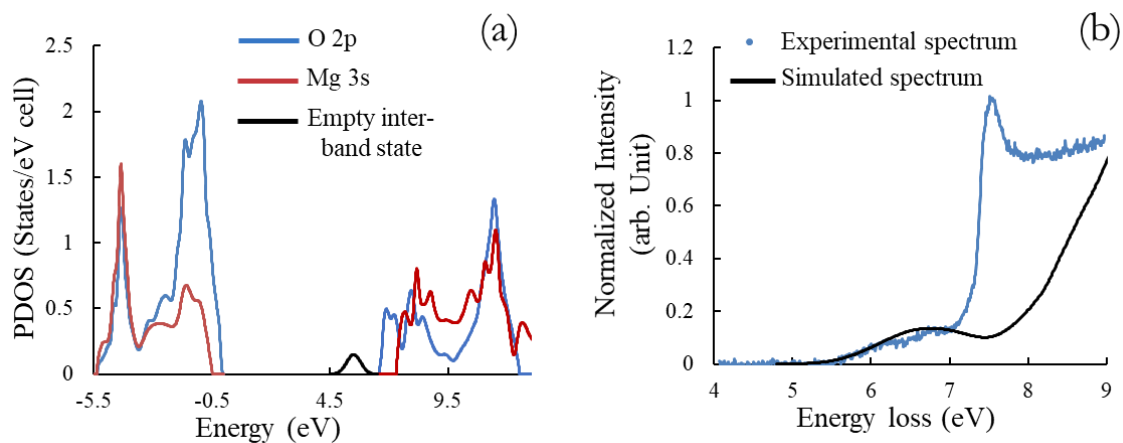 (a)
O 2p
Mg 3s
Empty inter-
band state
PDOS (States/eV cell)
2.5
2
1.5
1
0.5
0
-5.5
-0.5
4.5
9.5
Energy (eV)
(b)
Experimental spectrum
Simulated spectrum
Normalized Intensity
(arb. Unit)
1.2
1
0.8
0.6
0.4
0.2
0
4
5
6
7
8
9
Energy loss (eV)